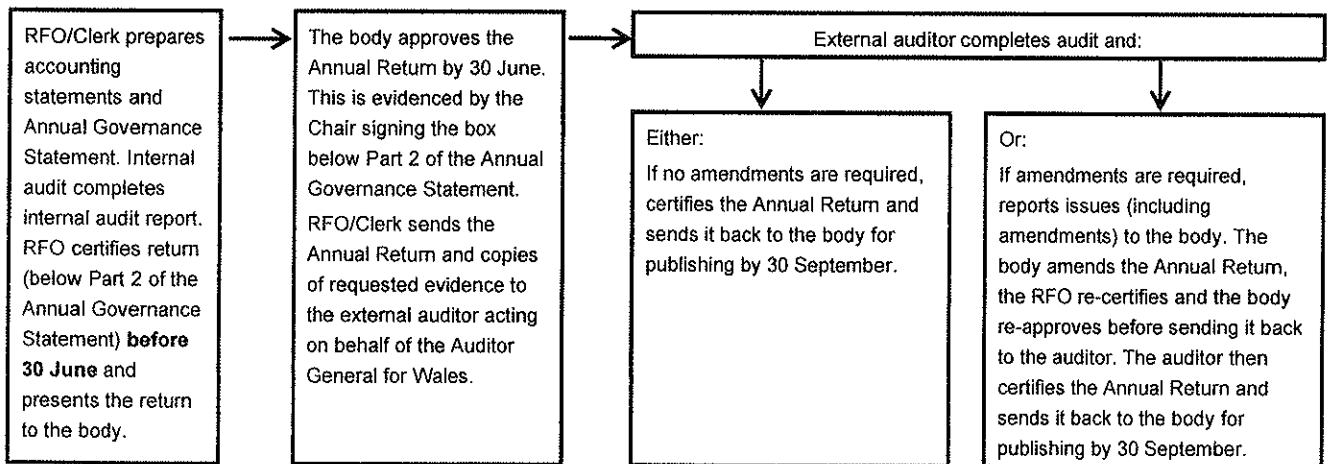 RFO/Clerk prepares
accounting
statements and
Annual Governance
Statement. Internal
audit completes
internal audit report.
RFO certifies return
(below Part 2 of the
Annual Governance
Statement) before
30 June and
presents the return
to the body.
The body approves the
Annual Return by 30 June.
This is evidenced by the
Chair signing the box
below Part 2 of the Annual
Governance Statement.
RFO/Clerk sends the
Annual Return and copies
of requested evidence to
the external auditor acting
on behalf of the Auditor
General for Wales.
External auditor completes audit and:
Either:
If no amendments are required,
certifies the Annual Return and
sends it back to the body for
publishing by 30 September.
Or:
If amendments are required,
reports issues (including
amendments) to the body. The
body amends the Annual Return,
the RFO re-certifies and the body
re-approves before sending it back
to the auditor. The auditor then
certifies the Annual Return and
sends it back to the body for
publishing by 30 September.